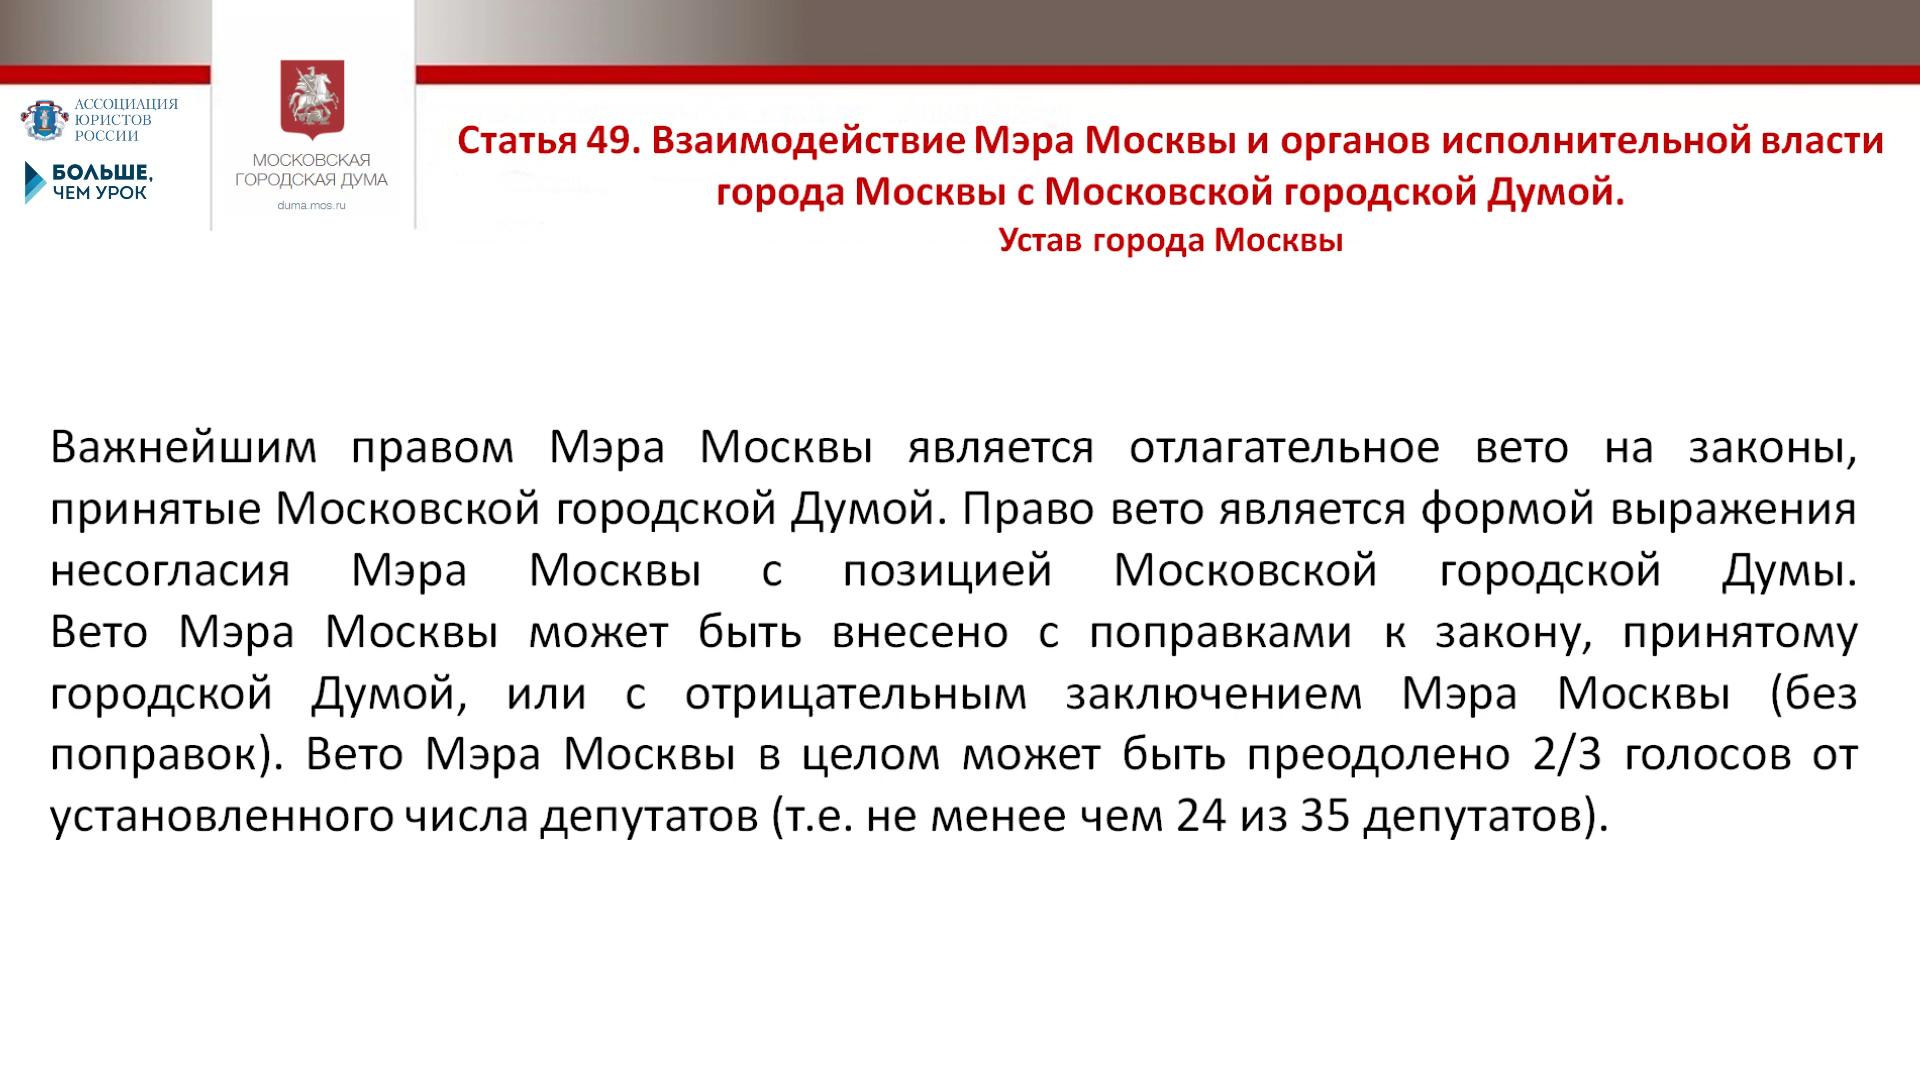 АССОЦИАЦИЯ
ЮРИСТОВ
РОССИИ
БОЛЬШЕ,
ЧЕМ УРОК
МОСКОВСКАЯ
ГОРОДСКАЯ ДУМА
duma.mos.ru
Статья 49. Взаимодействие Мэра Москвы и органов исполнительной власти
города Москвы с Московской городской Думой.
Устав города Москвы
Важнейшим правом Мэра Москвы является отлагательное вето на законы,
принятые Московской городской Думой. Право вето является формой выражения
несогласия Мэра Москвы с позицией Московской городской Думы.
Вето Мэра Москвы может быть внесено с поправками к закону, принятому
городской Думой, или с отрицательным заключением Мэра Москвы (без
поправок). Вето Мэра Москвы в целом может быть преодолено 2/3 голосов от
установленного числа депутатов (т.е. не менее чем 24 из 35 депутатов).